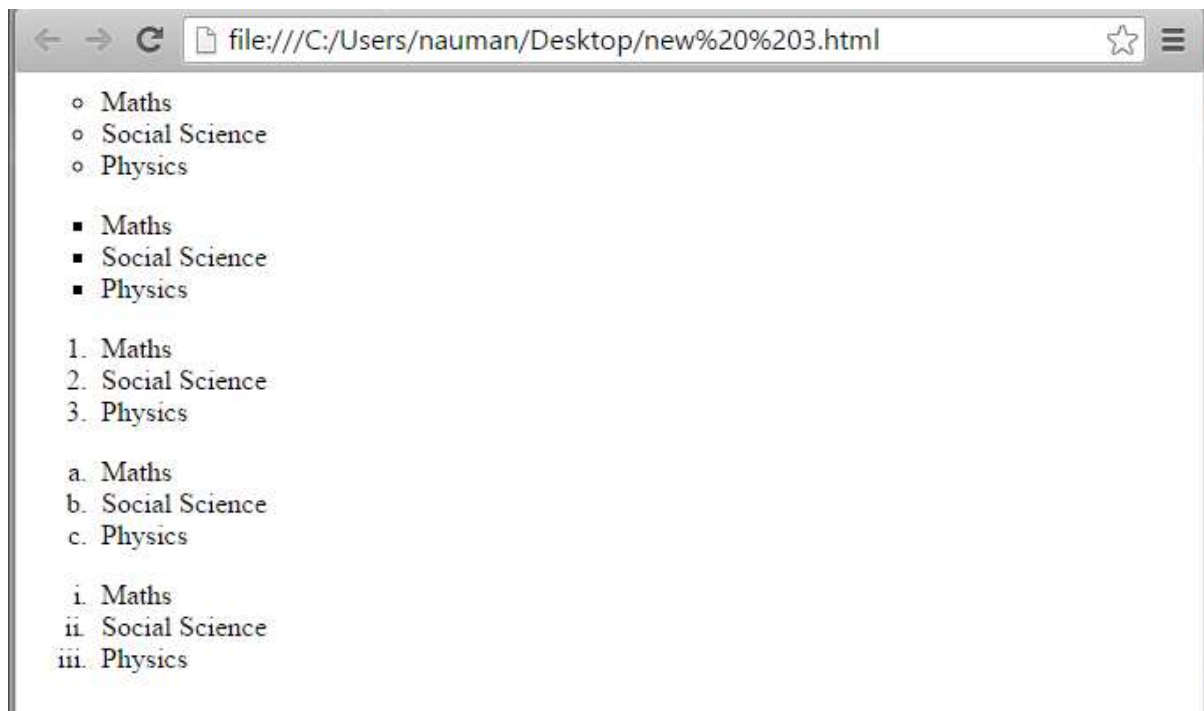 file:///C:/Users/nauman/Desktop/new%20%203.html
Maths
Social Science
Physics
Maths
Social Science
Physics
1. Maths
2. Social Science
3. Physics
a. Maths
b. Social Science
c. Physics
i. Maths
ii. Social Science
iii. Physics